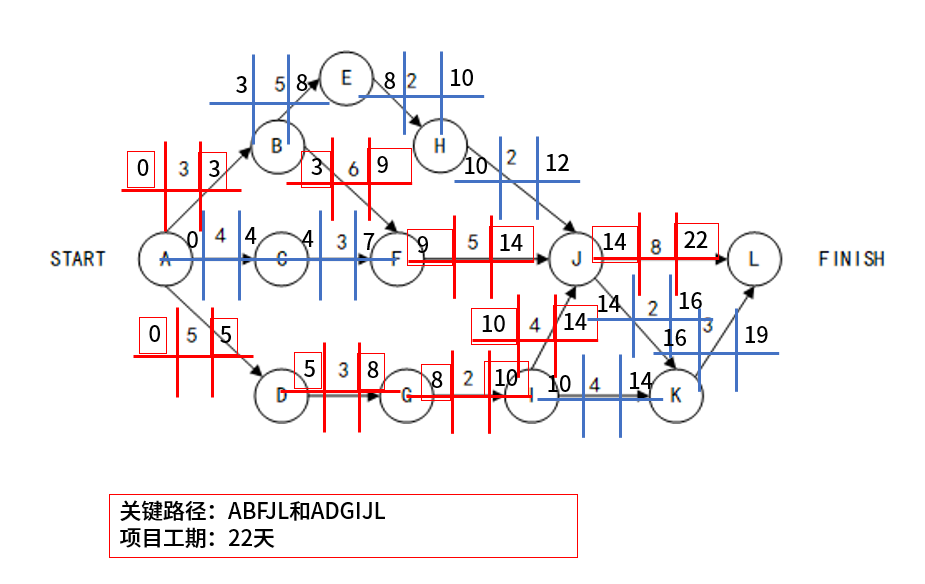 E
3 5 8
8 2 10
B
H
0 3 3
3 6 9
10 2 12
START
A
0 4 4
C
4 3 7
F
9 5 14
J
14 8 22
L
FINISH
0 5 5
10 4 14
14 2 16
16 3 19
D
5 3 8
G
8 2 10
I
10 4 14
K
关键路径：ABFJL和ADGIJL
项目工期：22天